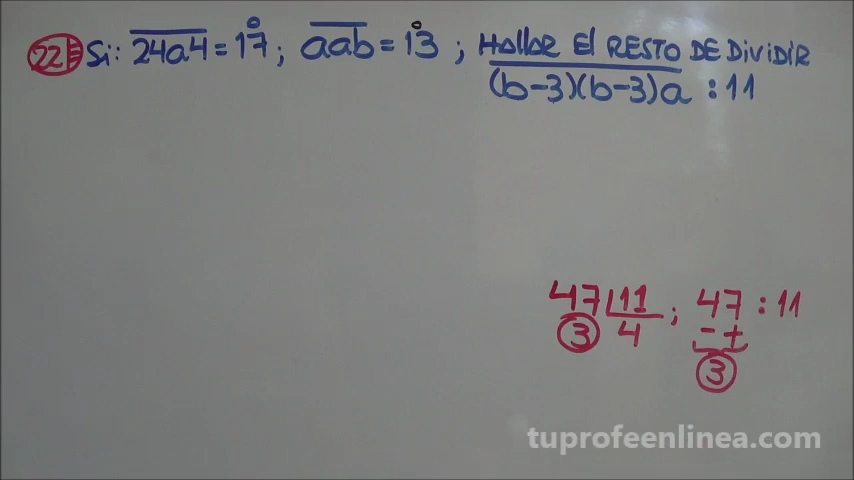 22 Si: 24a4 = 17° ; aab = 13° ; Hallar El RESTO DE DiViDIR
(b-3)(b-3)a : 11
47 11 ; 47 : 11
3 4 - +
3
tuprofeenlinea.com